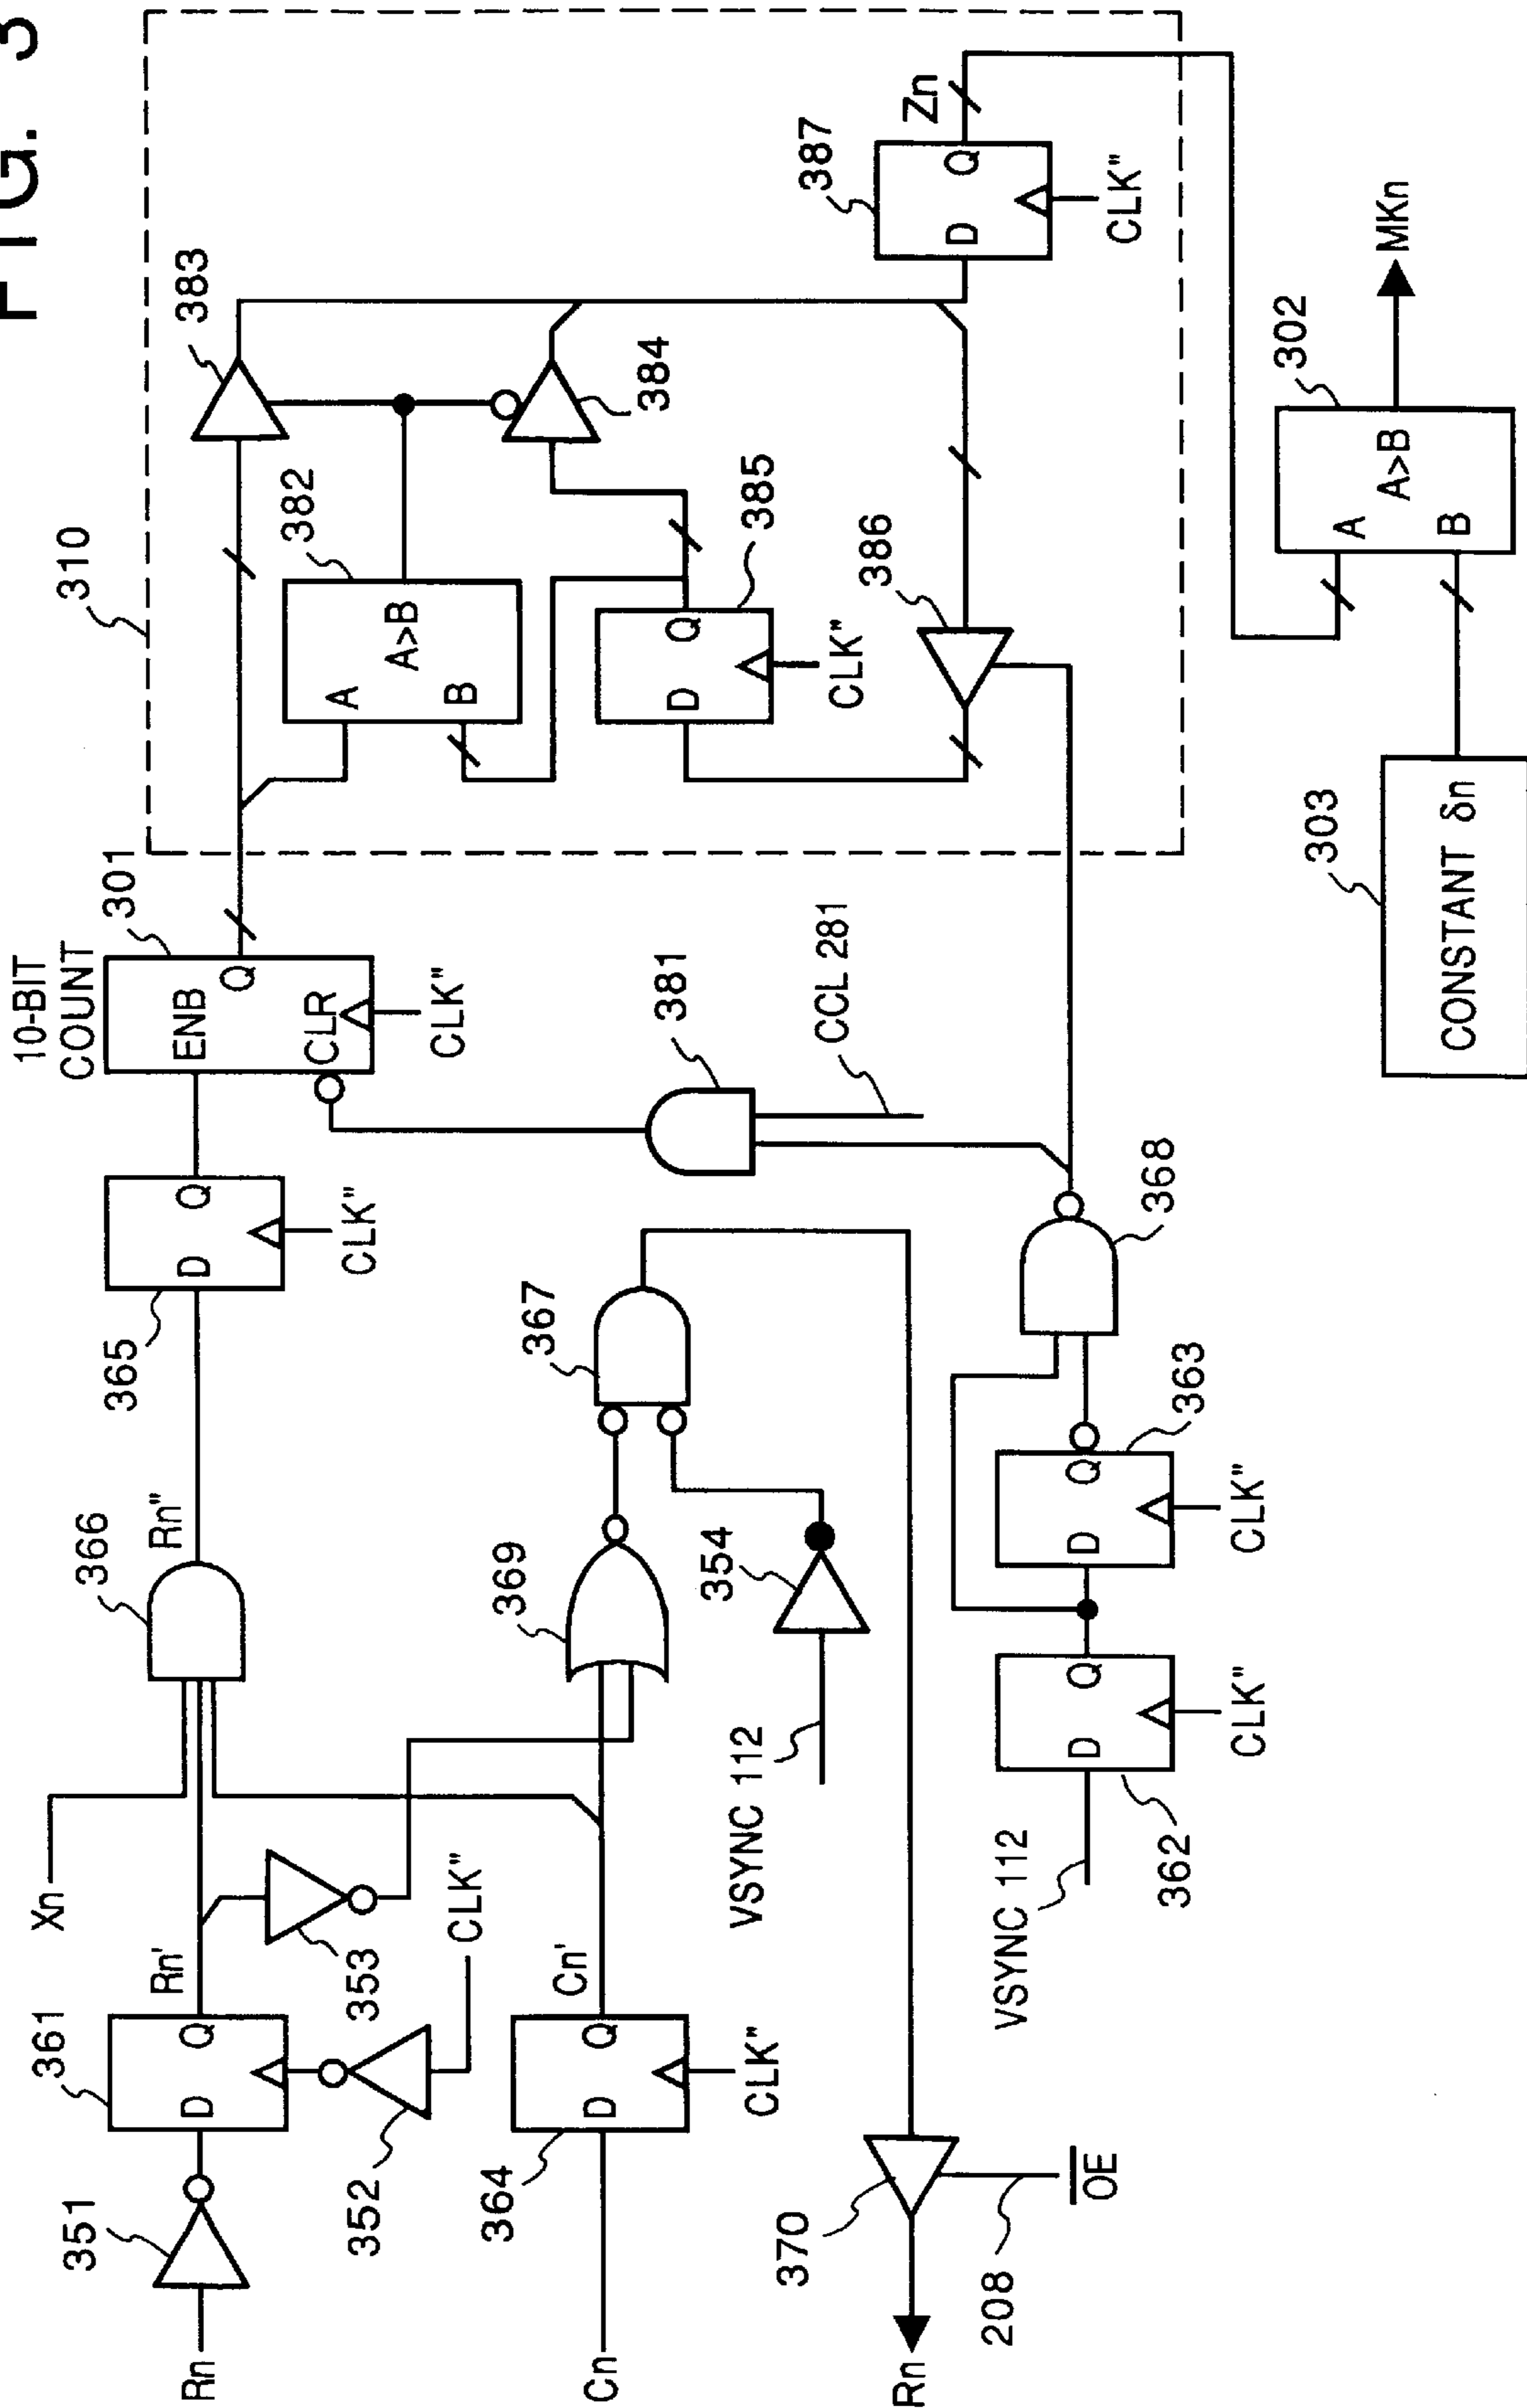 FIG. 3
310
383
382
384
385
386
387
A
A>B
B
D
Q
CLK"
D
Q
CLK"
Zn
10-BIT
COUNT
301
ENB
Q
CLR
CLK"
365
D
Q
CLK"
381
CCL 281
302
A
A>B
B
MKn
303
CONSTANT δn
Xn
366
Rn"
361
Rn'
D
Q
351
Rn
352
353
CLK"
369
367
354
VSYNC 112
364
Cn'
D
Q
CLK"
Cn
370
Rn
208
OE
VSYNC 112
362
D
Q
CLK"
363
D
Q
CLK"
368